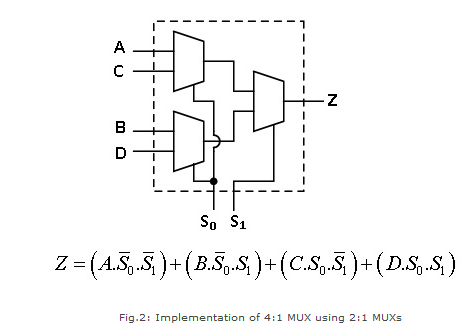 A
C
B
D
Z
S₀ S₁
Z = (A.S̅₀.S̅₁) + (B.S̅₀.S₁) + (C.S₀.S̅₁) + (D.S₀.S₁)
Fig.2: Implementation of 4:1 MUX using 2:1 MUXs